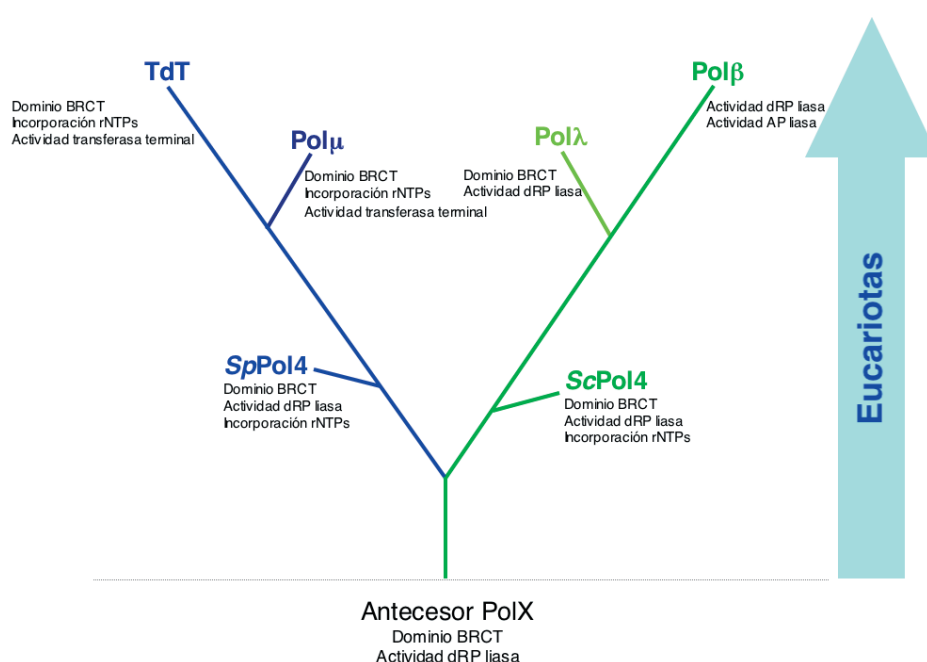 TdT
Dominio BRCT
Incorporación rNTPs
Actividad transferasa terminal
Polμ
Dominio BRCT
Incorporación rNTPs
Actividad transferasa terminal
Polλ
Dominio BRCT
Actividad dRP liasa
Polβ
Actividad dRP liasa
Actividad AP liasa
SpPol4
Dominio BRCT
Actividad dRP liasa
Incorporación rNTPs
ScPol4
Dominio BRCT
Actividad dRP liasa
Incorporación rNTPs
Eucariotas
Antecesor PolX
Dominio BRCT
Actividad dRP liasa